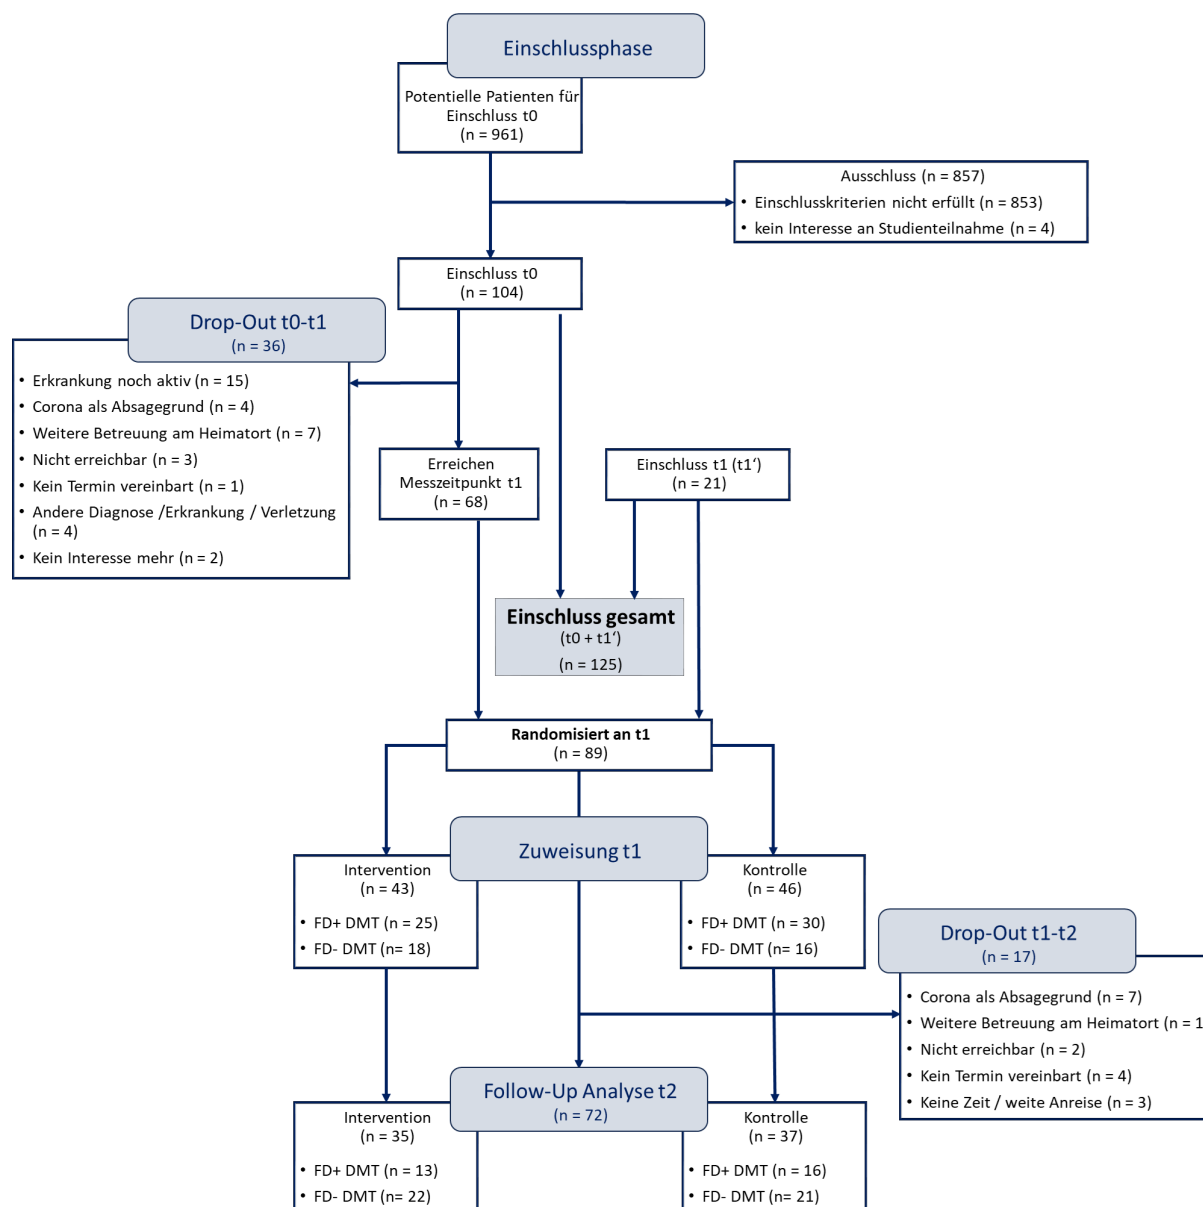 Einschlussphase
Potentielle Patienten für
Einschluss t0
(n = 961)
Ausschluss (n = 857)
• Einschlusskriterien nicht erfüllt (n = 853)
• kein Interesse an Studienteilnahme (n = 4)
Einschluss t0
(n = 104)
Drop-Out t0-t1
(n = 36)
• Erkrankung noch aktiv (n = 15)
• Corona als Absagegrund (n = 4)
• Weitere Betreuung am Heimatort (n = 7)
• Nicht erreichbar (n = 3)
• Kein Termin vereinbart (n = 1)
• Andere Diagnose /Erkrankung / Verletzung
(n = 4)
• Kein Interesse mehr (n = 2)
Erreichen
Messzeitpunkt t1
(n = 68)
Einschluss t1 (t1‘)
(n = 21)
Einschluss gesamt
(t0 + t1‘)
(n = 125)
Randomisiert an t1
(n = 89)
Zuweisung t1
Intervention
(n = 43)
• FD+ DMT (n = 25)
• FD- DMT (n= 18)
Kontrolle
(n = 46)
• FD+ DMT (n = 30)
• FD- DMT (n= 16)
Drop-Out t1-t2
(n = 17)
• Corona als Absagegrund (n = 7)
• Weitere Betreuung am Heimatort (n = 1
• Nicht erreichbar (n = 2)
• Kein Termin vereinbart (n = 4)
• Keine Zeit / weite Anreise (n = 3)
Follow-Up Analyse t2
(n = 72)
Intervention
(n = 35)
• FD+ DMT (n = 13)
• FD- DMT (n = 22)
Kontrolle
(n = 37)
• FD+ DMT (n = 16)
• FD- DMT (n= 21)